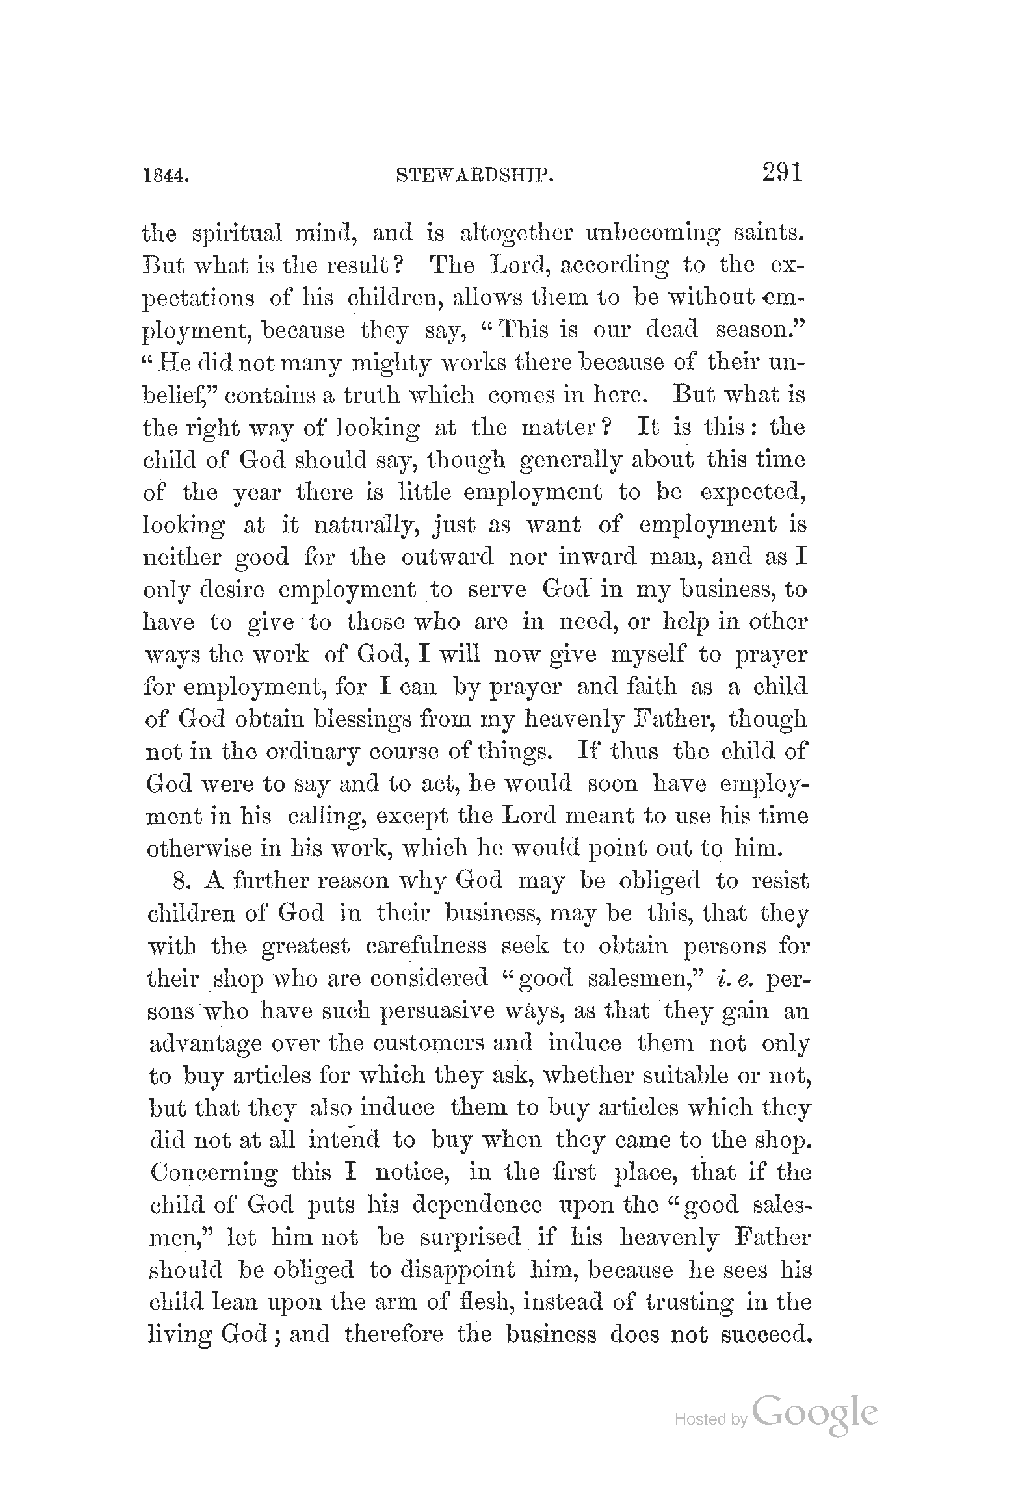 1844. STEWARDSHIP. 291
the spiritual mind, and is altogether unbecoming saints.
But what is the result? The Lord, according to the ex-
pectations of his children, allows them to be without em-
ployment, because they say, “This is our dead season.”
“He did not many mighty works there because of their un-
belief,” contains a truth which comes in here. But what is
the right way of looking at the matter? It is this: the
child of God should say, though generally about this time
of the year there is little employment to be expected,
looking at it naturally, just as want of employment is
neither good for the outward nor inward man, and as I
only desire employment to serve God in my business, to
have to give to those who are in need, or help in other
ways the work of God, I will now give myself to prayer
for employment, for I can by prayer and faith as a child
of God obtain blessings from my heavenly Father, though
not in the ordinary course of things. If thus the child of
God were to say and to act, he would soon have employ-
ment in his calling, except the Lord meant to use his time
otherwise in his work, which he would point out to him.
8. A further reason why God may be obliged to resist
children of God in their business, may be this, that they
with the greatest carefulness seek to obtain persons for
their shop who are considered “good salesmen,” i. e. per-
sons who have such persuasive ways, as that they gain an
advantage over the customers and induce them not only
to buy articles for which they ask, whether suitable or not,
but that they also induce them to buy articles which they
did not at all intend to buy when they came to the shop.
Concerning this I notice, in the first place, that if the
child of God puts his dependence upon the “good sales-
men,” let him not be surprised if his heavenly Father
should be obliged to disappoint him, because he sees his
child lean upon the arm of flesh, instead of trusting in the
living God; and therefore the business does not succeed.
Hosted by Google